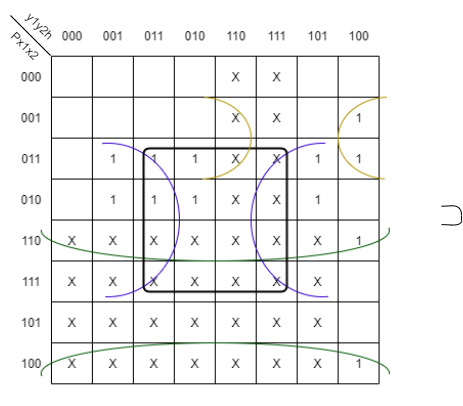 y1y2h
Px1x2
000 001 011 010 110 111 101 100
000 X X
001 X X 1
011 1 1 1 X X 1 1
010 1 1 1 X X 1
110 X X X X X X X 1
111 X X X X X X X
101 X X X X X X X
100 X X X X X X X 1